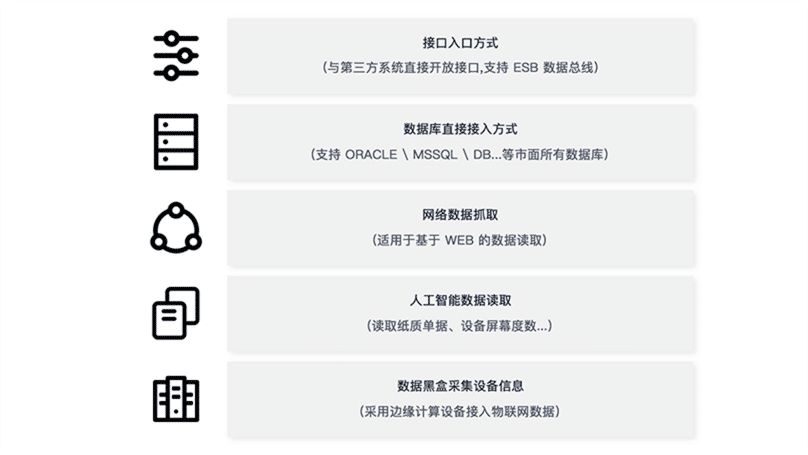 接口入口方式
(与第三方系统直接开放接口,支持 ESB 数据总线)
数据库直接接入方式
(支持 ORACLE \ MSSQL \ DB...等市面所有数据库)
网络数据抓取
(适用于基于 WEB 的数据读取)
人工智能数据读取
(读取纸质单据、设备屏幕度数...)
数据黑盒采集设备信息
(采用边缘计算设备接入物联网数据)